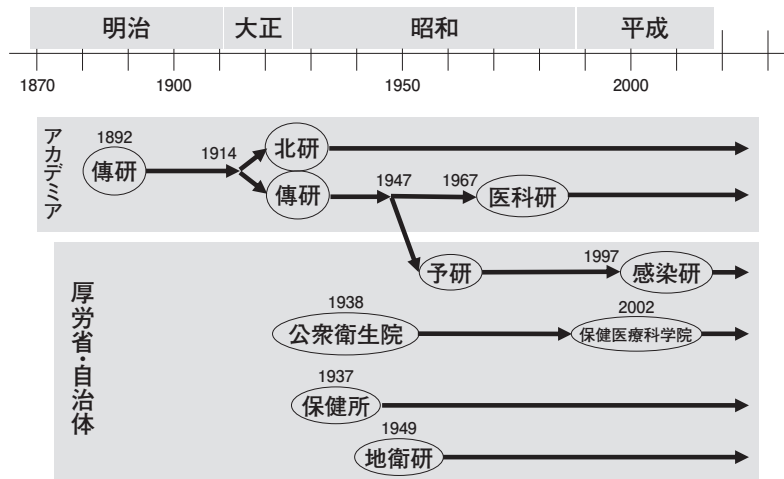 明治 大正 昭和 平成
1870 1900 1950 2000
アカデミア
1892
傳研
1914
北研
傳研
1947
1967
医科研
厚労省・自治体
予研
1997
感染研
1938
公衆衛生院
2002
保健医療科学院
1937
保健所
1949
地衛研